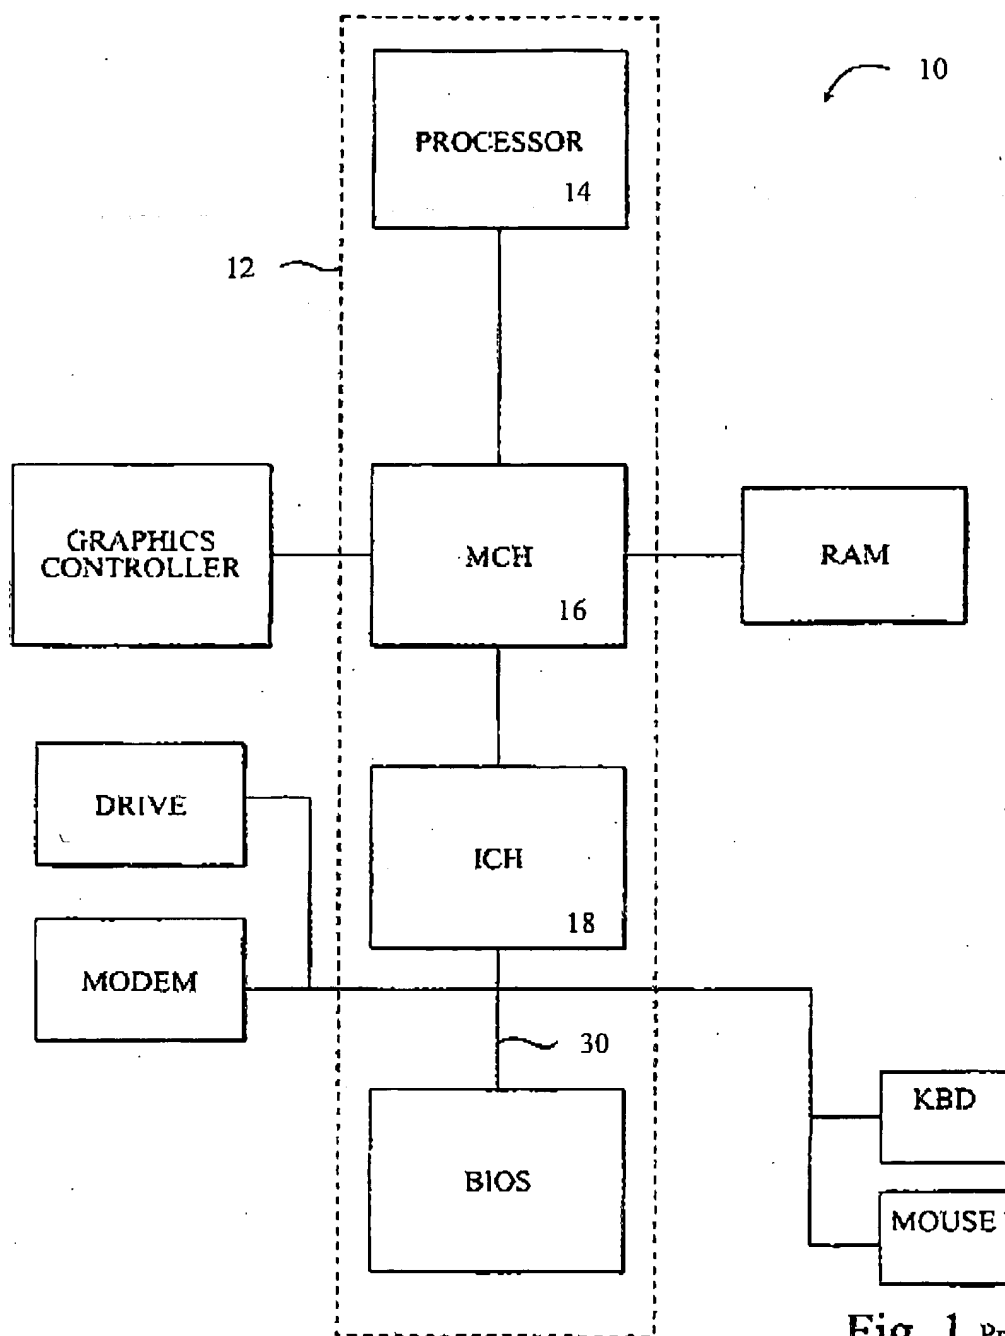 10
PROCESSOR
14
12
GRAPHICS
CONTROLLER
MCH
16
RAM
DRIVE
ICH
18
MODEM
30
KBD
BIOS
MOUSE
Fig. 1